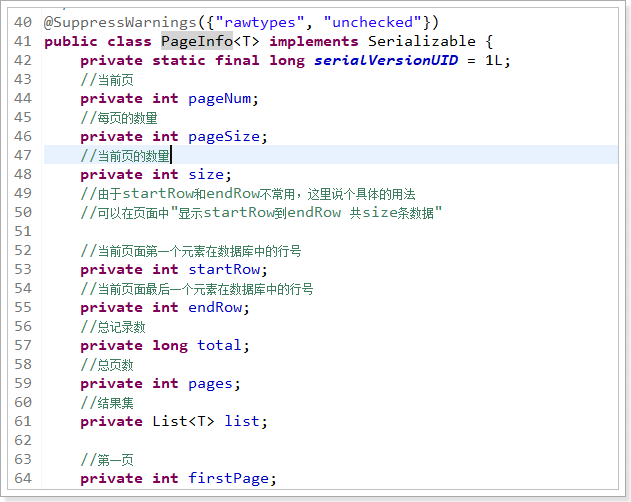 40 @SuppressWarnings({"rawtypes", "unchecked"})
41 public class PageInfo<T> implements Serializable {
42     private static final long serialVersionUID = 1L;
43     //当前页
44     private int pageNum;
45     //每页的数量
46     private int pageSize;
47     //当前页的数量
48     private int size;
49     //由于startRow和endRow不常用，这里说个具体的用法
50     //可以在页面中"显示startRow到endRow 共size条数据"
51
52     //当前页面第一个元素在数据库中的行号
53     private int startRow;
54     //当前页面最后一个元素在数据库中的行号
55     private int endRow;
56     //总记录数
57     private long total;
58     //总页数
59     private int pages;
60     //结果集
61     private List<T> list;
62
63     //第一页
64     private int firstPage;